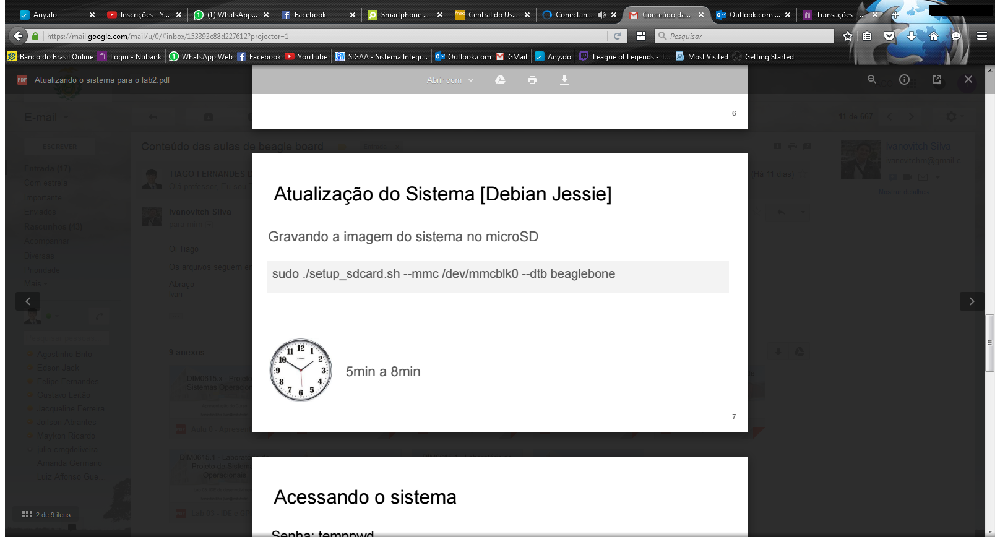 Any.do
Inscrições - Y...
(1) WhatsApp...
Facebook
Smartphone ...
Central do Us...
Conectan...
Conteúdo da...
Outlook.com ...
Transações - ...
https://mail.google.com/mail/u/0/#inbox/153393e88d227612?projector=1
Pesquisar
Banco do Brasil Online
Login - Nubank
WhatsApp Web
Facebook
YouTube
SIGAA - Sistema Integr...
Outlook.com
GMail
Any.do
League of Legends - T...
Most Visited
Getting Started
PDF Atualizando o sistema para o lab2.pdf
Abrir com
6
E-mail
11 de 667
ESCREVER
Conteúdo das aulas de beagle board
Ivanovitch Silva
ivanovitchm@gmail.c...
Mostrar detalhes
Entrada (17)
Com estrela
Importante
Enviados
Rascunhos (43)
Acompanhar
Diversas
Prioridade
Mais
TIAGO FERNANDES D
Olá professor, Eu sou T
(Há 11 dias)
Ivanovitch Silva
para mim
Oi Tiago
Os arquivos seguem em
Abraço
Ivan
Atualização do Sistema [Debian Jessie]
Gravando a imagem do sistema no microSD
sudo ./setup_sdcard.sh --mmc /dev/mmcblk0 --dtb beaglebone
12
11 1
10 2
9 3
8 4
7 5
6
5min a 8min
7
Agostinho Brito
Edson Jack
Felipe Fernandes
Gustavo Leitão
Jacqueline Ferreira
Joilson Abrantes
Maykon Ricardo
julio cmgdoliveira
Amanda Germano
Luiz Affonso Gue
9 anexos
DIM0615.x - Projeto
Sistemas Operacion
PDF Aula 0 - Apresent
DIM0615.1 - Laborató
Projeto de Sistema
Operacionais
PDF Lab 03 - IDE e GP
2 de 9 itens
Acessando o sistema
Senha: temppwd